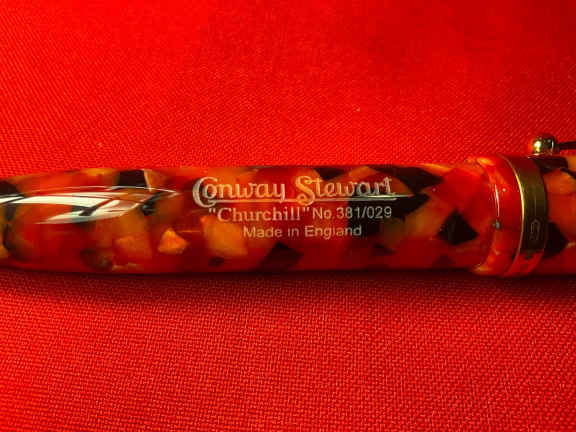 Conway Stewart
"Churchill" No.381/029
Made in England